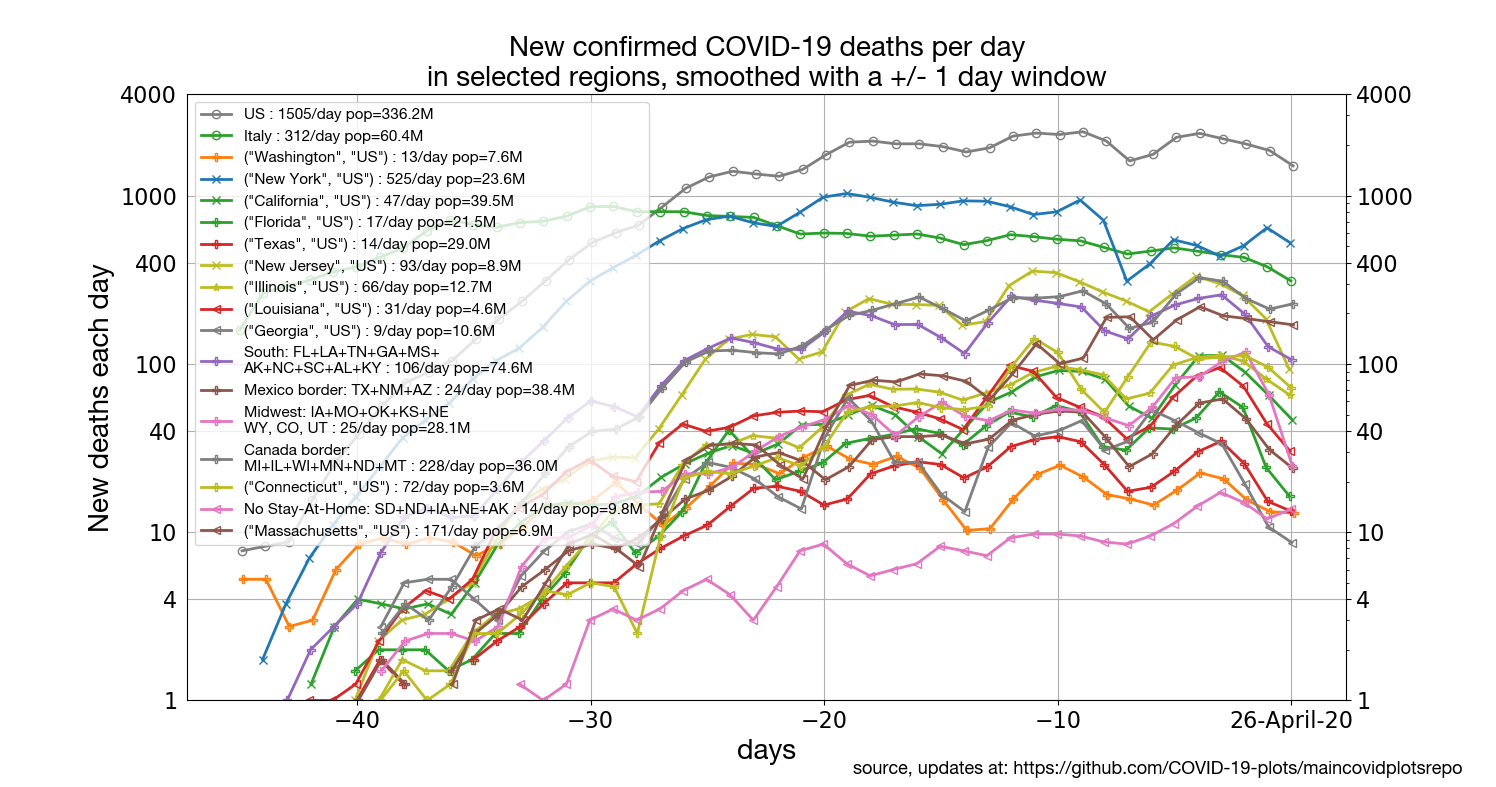 New confirmed COVID-19 deaths per day
in selected regions, smoothed with a +/- 1 day window
4000
1000
400
100
40
10
4
1
4000
1000
400
100
40
10
4
1
New deaths each day
US : 1505/day pop=336.2M
Italy : 312/day pop=60.4M
("Washington", "US") : 13/day pop=7.6M
("New York", "US") : 525/day pop=23.6M
("California", "US") : 47/day pop=39.5M
("Florida", "US") : 17/day pop=21.5M
("Texas", "US") : 14/day pop=29.0M
("New Jersey", "US") : 93/day pop=8.9M
("Illinois", "US") : 66/day pop=12.7M
("Louisiana", "US") : 31/day pop=4.6M
("Georgia", "US") : 9/day pop=10.6M
South: FL+LA+TN+GA+MS+
AK+NC+SC+AL+KY : 106/day pop=74.6M
Mexico border: TX+NM+AZ : 24/day pop=38.4M
Midwest: IA+MO+OK+KS+NE
WY, CO, UT : 25/day pop=28.1M
Canada border:
MI+IL+WI+MN+ND+MT : 228/day pop=36.0M
("Connecticut", "US") : 72/day pop=3.6M
No Stay-At-Home: SD+ND+IA+NE+AK : 14/day pop=9.8M
("Massachusetts", "US") : 171/day pop=6.9M
−40
−30
−20
−10
26-April-20
days
source, updates at: https://github.com/COVID-19-plots/maincovidplotsrepo